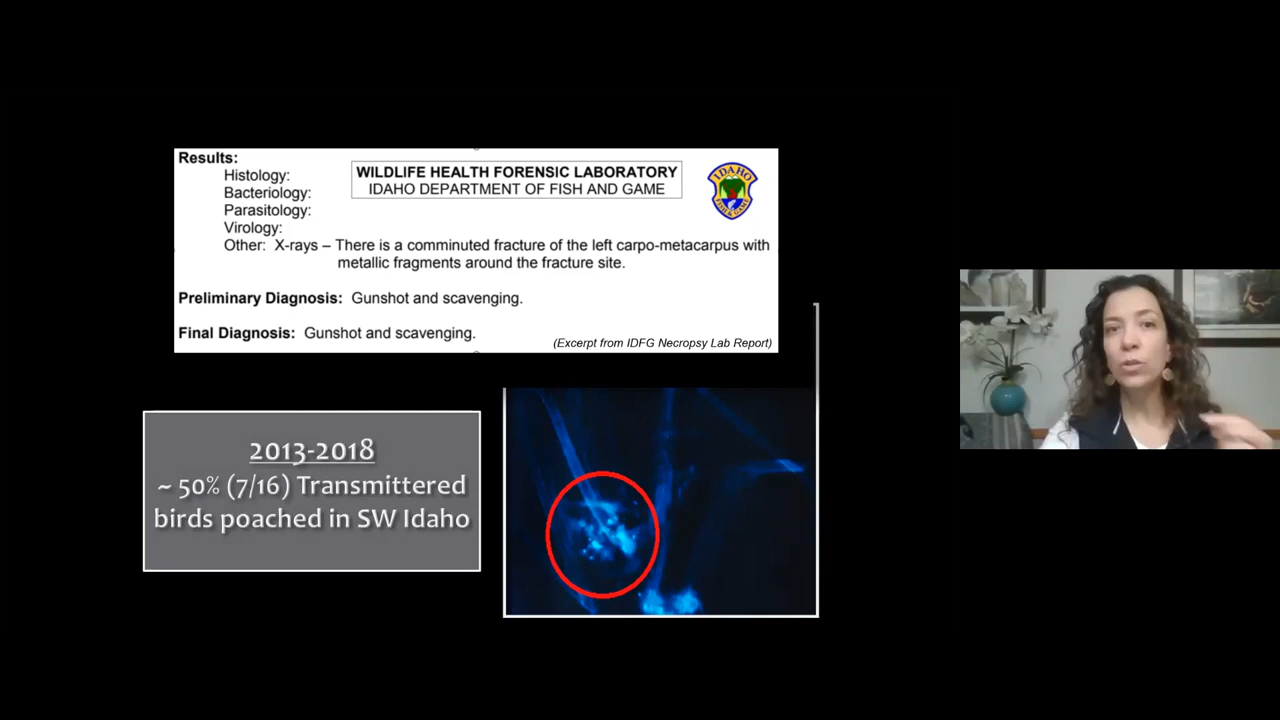 Results:
WILDLIFE HEALTH FORENSIC LABORATORY
IDAHO DEPARTMENT OF FISH AND GAME
IDAHO
FISH & GAME
Histology:
Bacteriology:
Parasitology:
Virology:
Other: X-rays – There is a comminuted fracture of the left carpo-metacarpus with
metallic fragments around the fracture site.
Preliminary Diagnosis: Gunshot and scavenging.
Final Diagnosis: Gunshot and scavenging.
(Excerpt from IDFG Necropsy Lab Report)
2013-2018
~ 50% (7/16) Transmittered
birds poached in SW Idaho